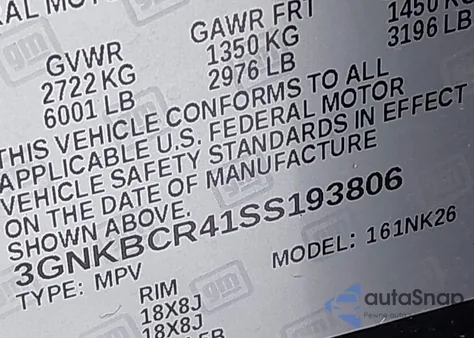 GVWR
2722 KG
6001 LB
GAWR FRT
1350 KG
2976 LB
1450 KG
3196 LB
THIS VEHICLE CONFORMS TO ALL
APPLICABLE U.S. FEDERAL MOTOR
VEHICLE SAFETY STANDARDS IN EFFECT
ON THE DATE OF MANUFACTURE
SHOWN ABOVE.
3GNKBCR41SS193806
TYPE: MPV
MODEL: 161NK26
RIM
18X8J
18X8J
gm
autoSnap